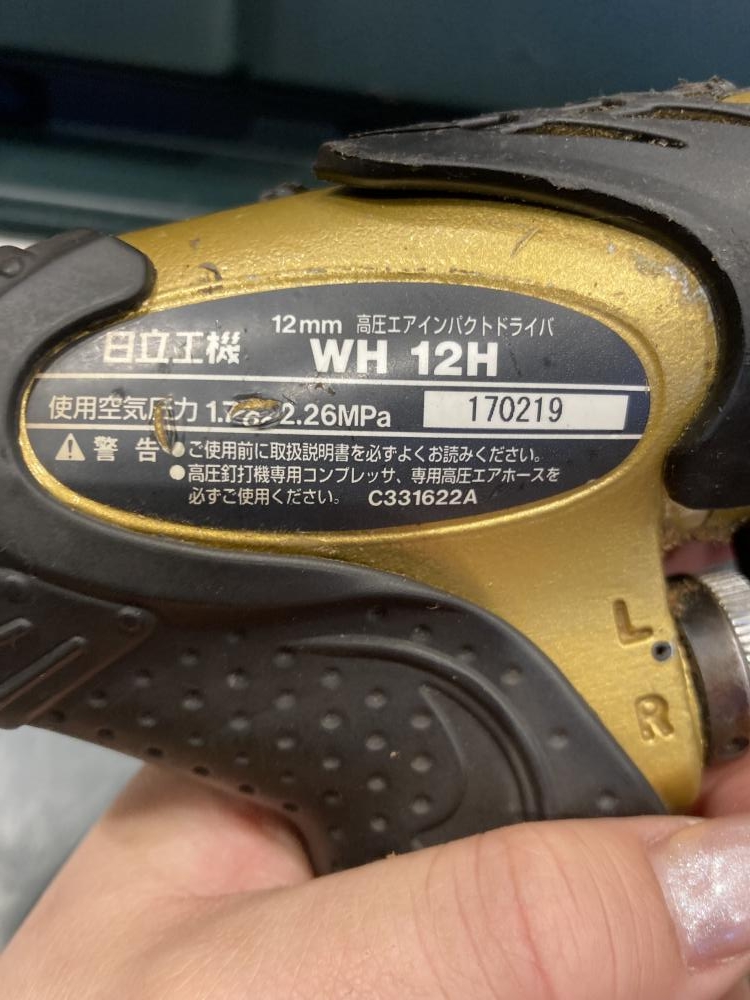 12mm 高圧エアインパクトドライバ
日立工機 WH 12H
使用空気圧力 2.26MPa 170219
警告 ●ご使用前に取扱説明書を必ずよくお読みください。
●高圧釘打機専用コンプレッサ、専用高圧エアホースを
必ずご使用ください。 C331622A
L
R